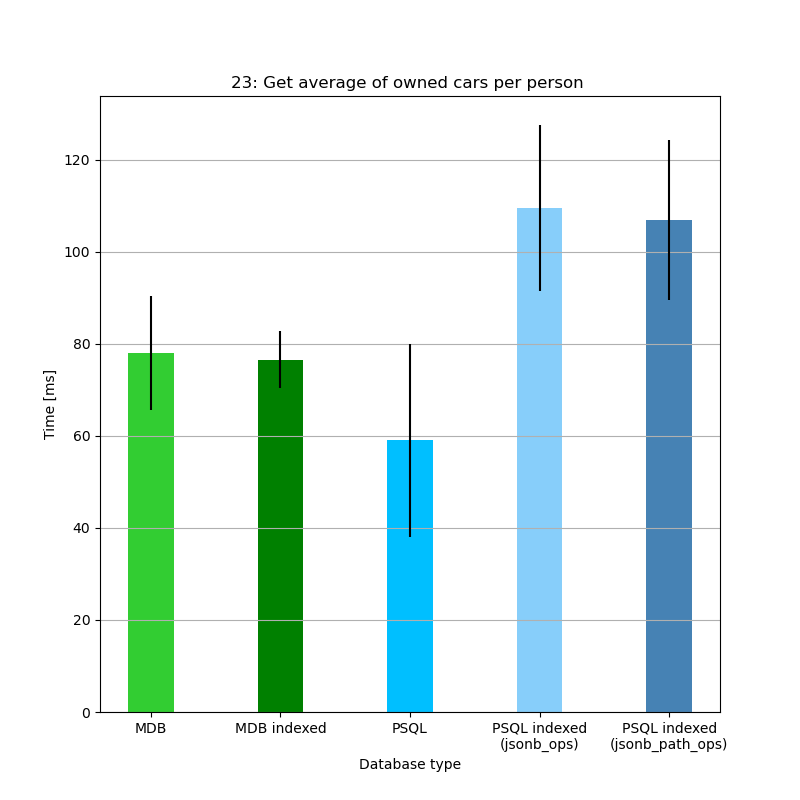 23: Get average of owned cars per person
120
100
80
60
40
20
0
Time [ms]
MDB
MDB indexed
PSQL
PSQL indexed
(jsonb_ops)
PSQL indexed
(jsonb_path_ops)
Database type